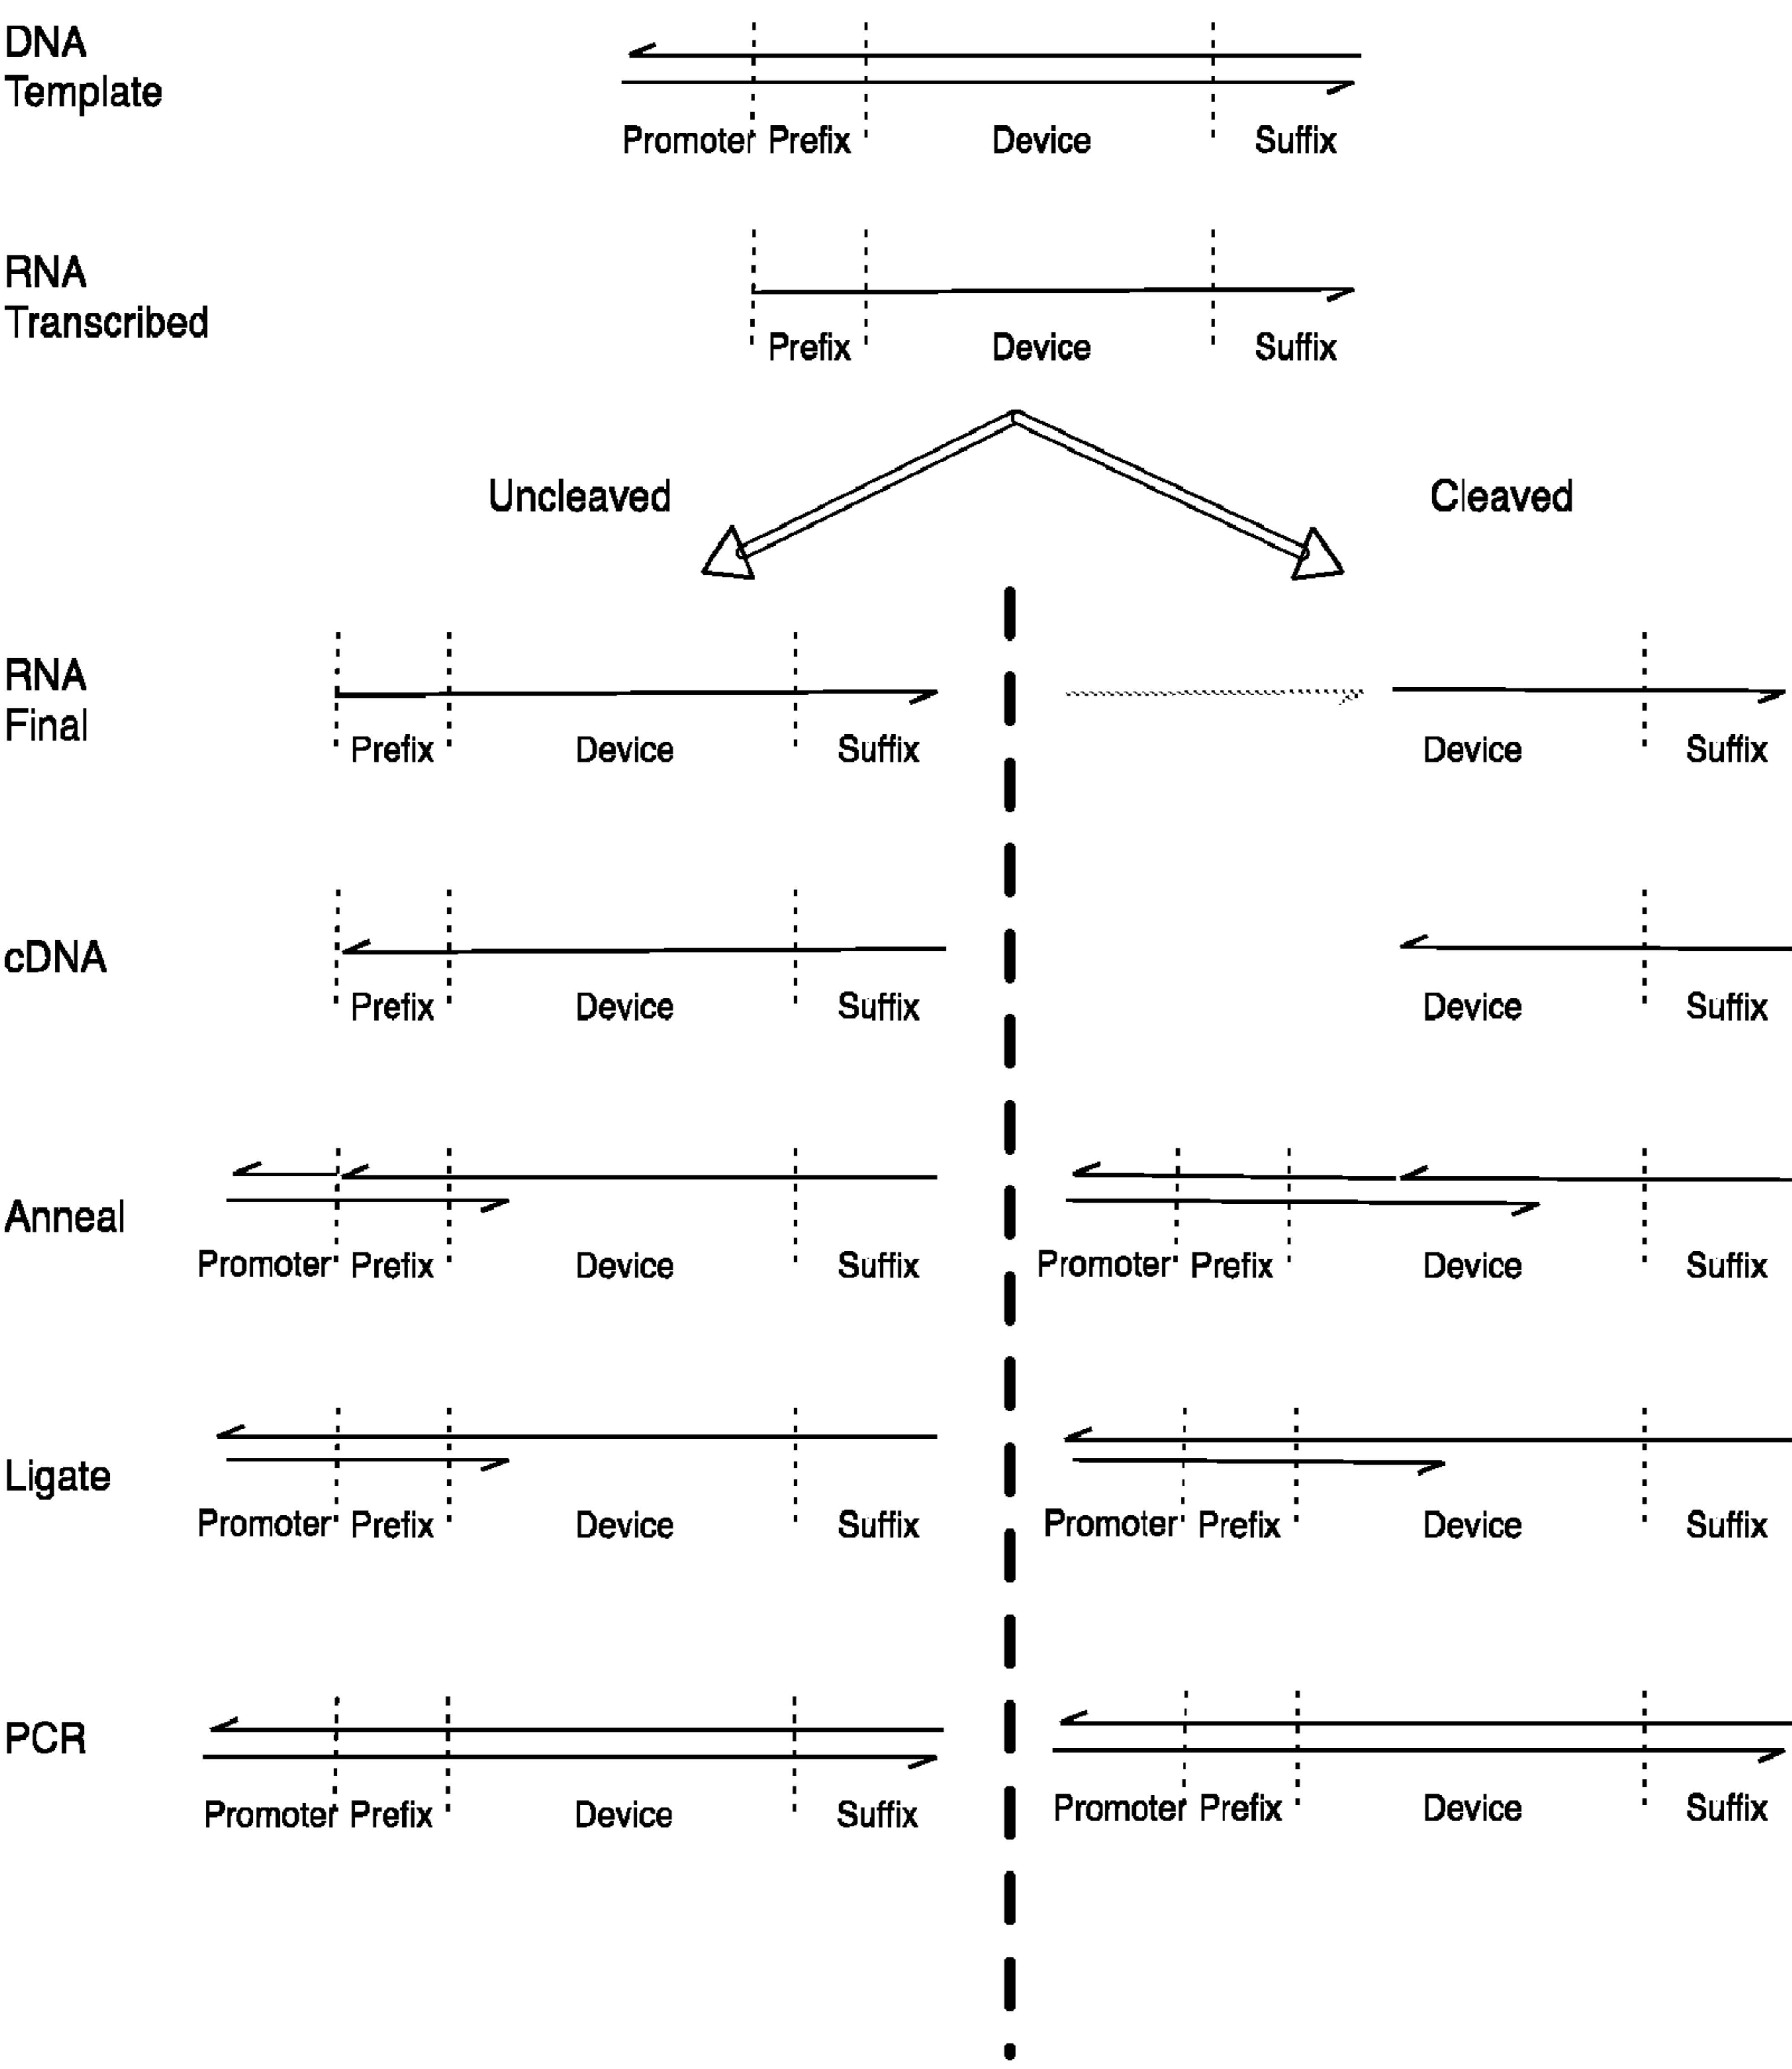 DNA
Template
Promoter Prefix Device Suffix
RNA
Transcribed
Prefix Device Suffix
Uncleaved Cleaved
RNA
Final
Prefix Device Suffix Device Suffix
cDNA
Prefix Device Suffix Device Suffix
Anneal
Promoter Prefix Device Suffix Promoter Prefix Device Suffix
Ligate
Promoter Prefix Device Suffix Promoter Prefix Device Suffix
PCR
Promoter Prefix Device Suffix Promoter Prefix Device Suffix